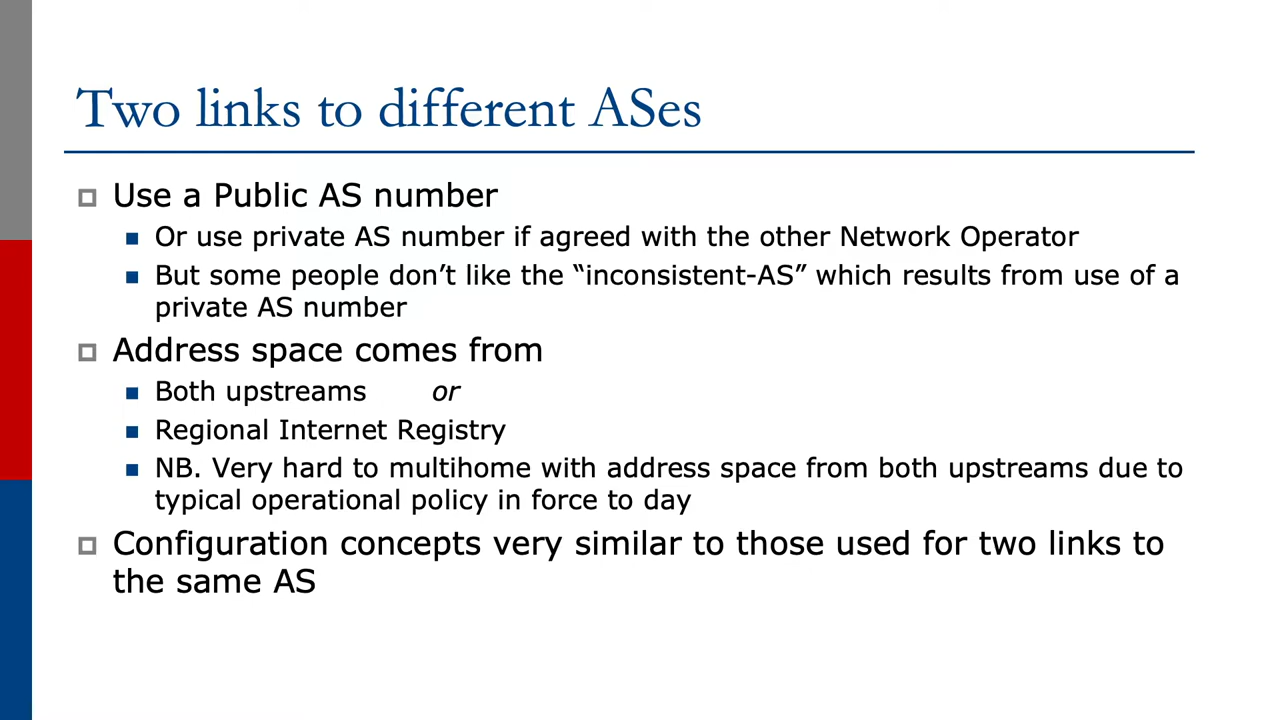 Two links to different ASes
Use a Public AS number
Or use private AS number if agreed with the other Network Operator
But some people don’t like the “inconsistent-AS” which results from use of a
private AS number
Address space comes from
Both upstreams or
Regional Internet Registry
NB. Very hard to multihome with address space from both upstreams due to
typical operational policy in force to day
Configuration concepts very similar to those used for two links to
the same AS